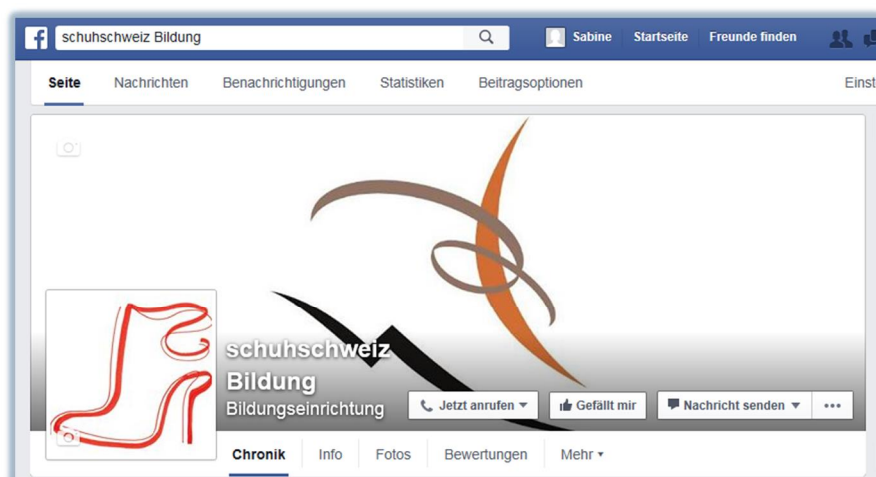 schuhschweiz Bildung
Sabine Startseite Freunde finden
Seite Nachrichten Benachrichtigungen Statistiken Beitragsoptionen Einst
schuhschweiz
Bildung
Bildungseinrichtung
Jetzt anrufen Gefällt mir Nachricht senden
Chronik Info Fotos Bewertungen Mehr